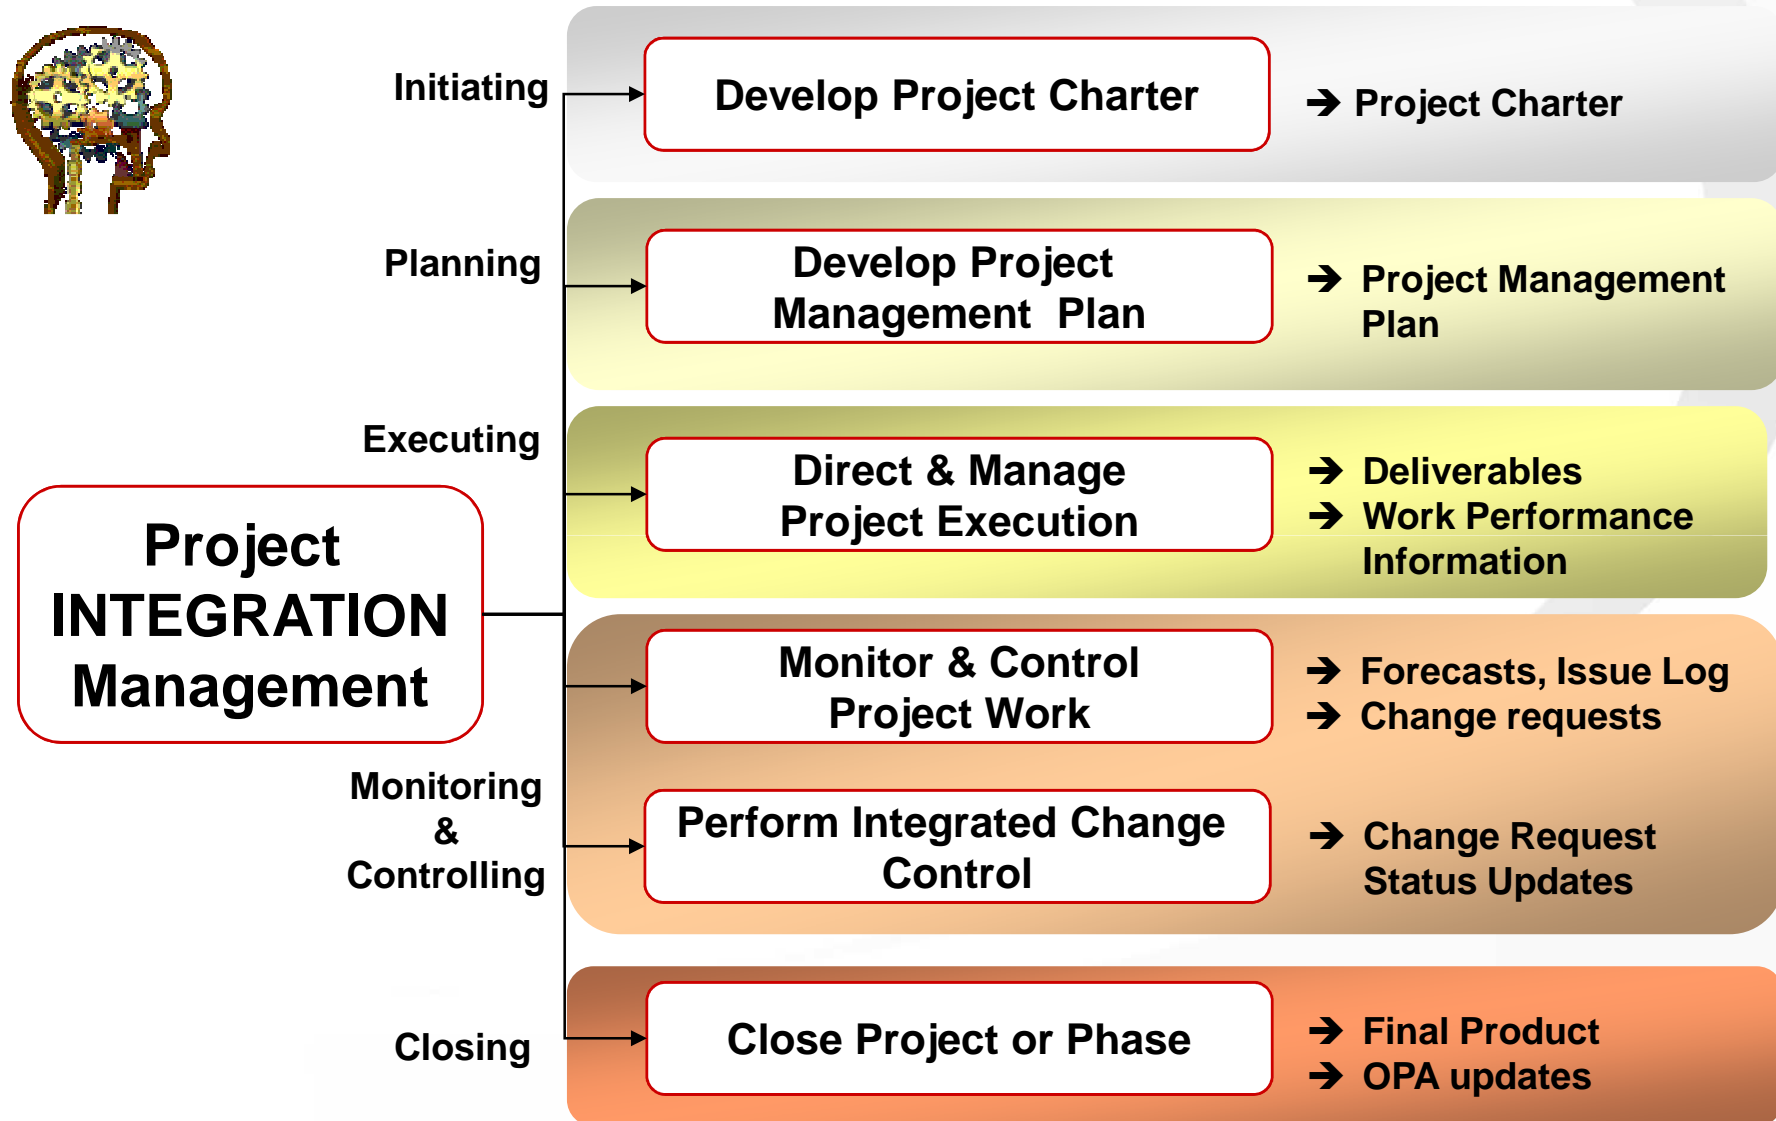 Initiating
Develop Project Charter
➔ Project Charter
Planning
Develop Project
Management Plan
➔ Project Management
Plan
Executing
Direct & Manage
Project Execution
➔ Deliverables
➔ Work Performance
Information
Project
INTEGRATION
Management
Monitor & Control
Project Work
➔ Forecasts, Issue Log
➔ Change requests
Monitoring
&
Controlling
Perform Integrated Change
Control
➔ Change Request
Status Updates
Closing
Close Project or Phase
➔ Final Product
➔ OPA updates